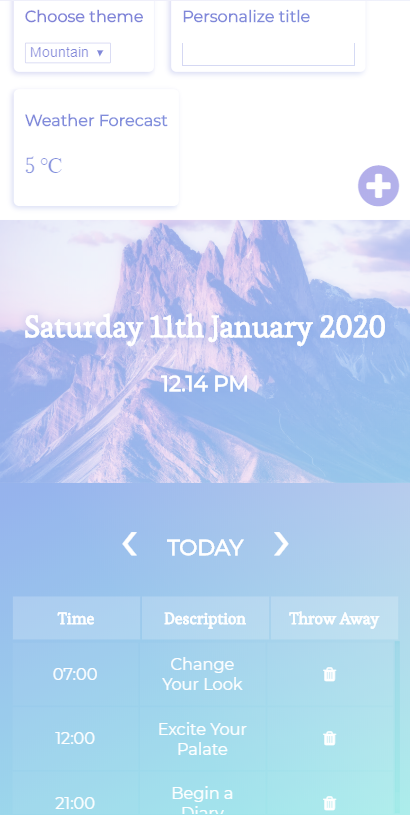 Choose theme
Personalize title
Mountain
Weather Forecast
5 °C
Saturday 11th January 2020
12.14 PM
TODAY
Time Description Throw Away
07:00
Change
Your Look
12:00
Excite Your
Palate
21:00
Begin a
Diary